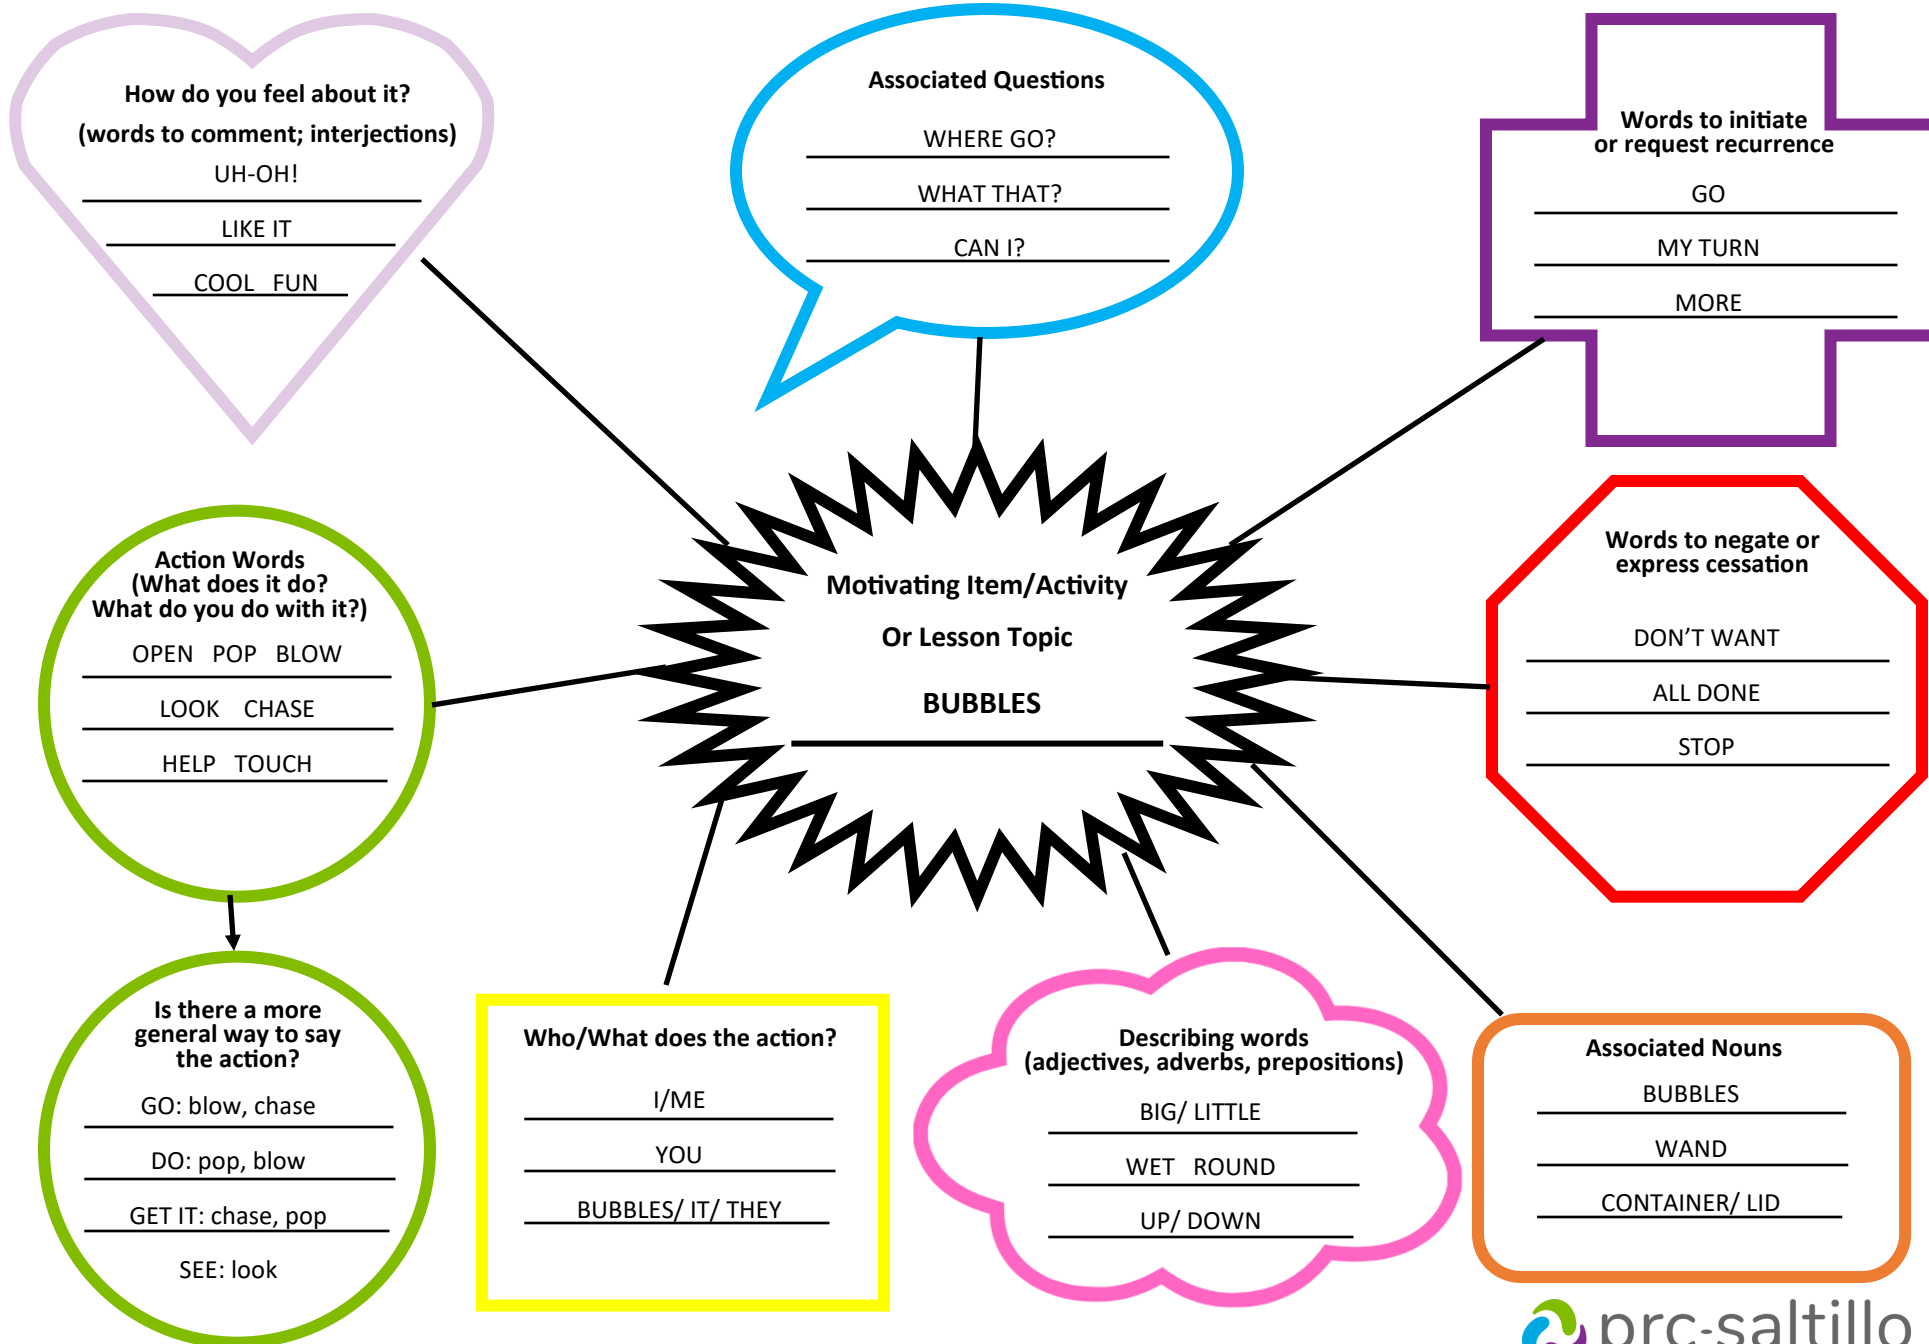 How do you feel about it?
(words to comment; interjections)
UH-OH!
LIKE IT
COOL FUN
Associated Questions
WHERE GO?
WHAT THAT?
CAN I?
Words to initiate
or request recurrence
GO
MY TURN
MORE
Action Words
(What does it do?
What do you do with it?)
OPEN POP BLOW
LOOK CHASE
HELP TOUCH
Motivating Item/Activity
Or Lesson Topic
BUBBLES
Words to negate or
express cessation
DON’T WANT
ALL DONE
STOP
Is there a more
general way to say
the action?
GO: blow, chase
DO: pop, blow
GET IT: chase, pop
SEE: look
Who/What does the action?
I/ME
YOU
BUBBLES/ IT/ THEY
Describing words
(adjectives, adverbs, prepositions)
BIG/ LITTLE
WET ROUND
UP/ DOWN
Associated Nouns
BUBBLES
WAND
CONTAINER/ LID
prc-saltillo